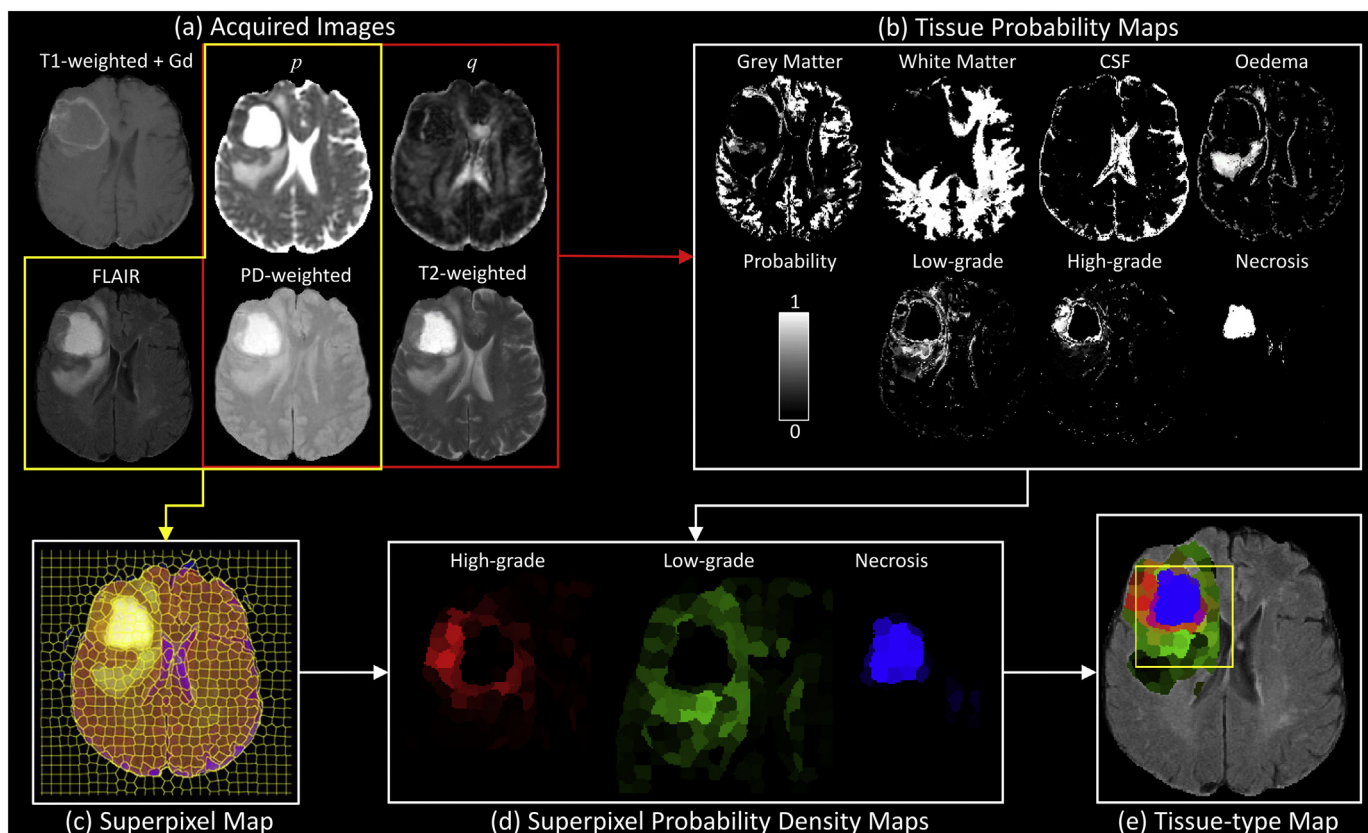 (a) Acquired Images
T1-weighted + Gd
p
q
FLAIR
PD-weighted
T2-weighted
(b) Tissue Probability Maps
Grey Matter
White Matter
CSF
Oedema
Probability
Low-grade
High-grade
Necrosis
1
0
High-grade
Low-grade
Necrosis
(c) Superpixel Map
(d) Superpixel Probability Density Maps
(e) Tissue-type Map